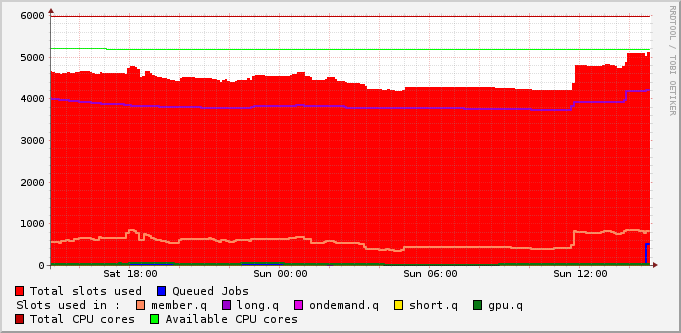 6000
5000
4000
3000
2000
1000
0
Sat 18:00 Sun 00:00 Sun 06:00 Sun 12:00
Total slots used Queued Jobs
Slots used in : member.q long.q ondemand.q short.q gpu.q
Total CPU cores Available CPU cores
RRDTOOL / TOBI OETIKER